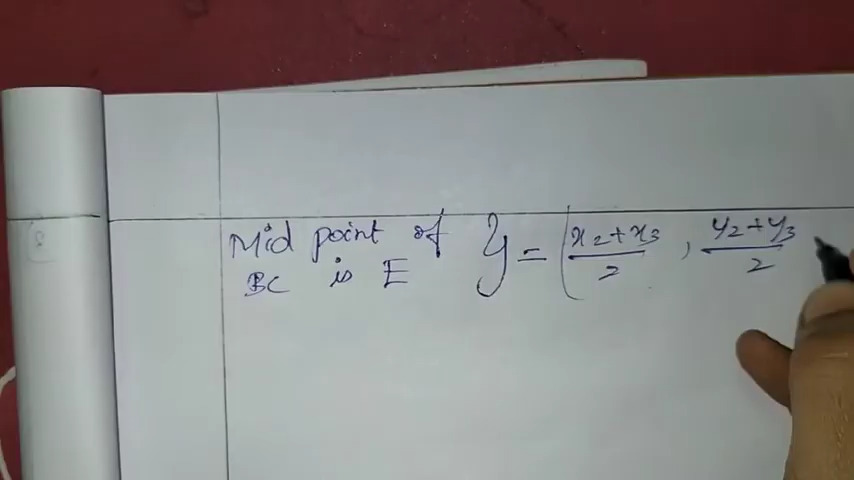 Mid point of
BC is E } = (x₂+x₃/2 , y₂+y₃/2